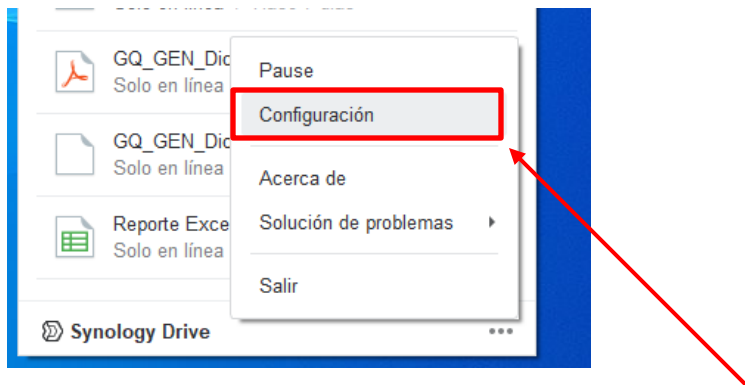 GQ_GEN_Dic
Solo en línea
GQ_GEN_Dic
Solo en línea
Reporte Exce
Solo en línea
Pause
Configuración
Acerca de
Solución de problemas
Salir
Synology Drive